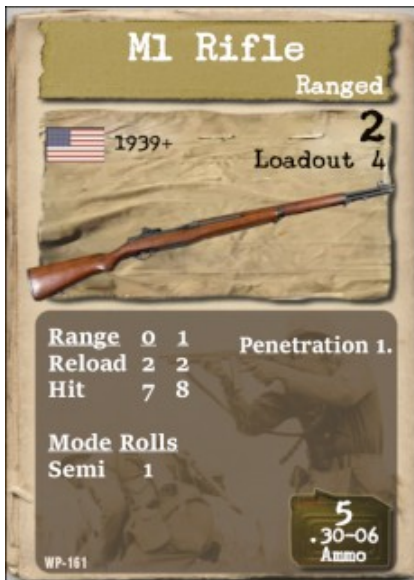 M1 Rifle
Ranged
2
1939+
Loadout 4
Range 0 1
Reload 2 2
Hit 7 8
Penetration 1.
Mode Rolls
Semi 1
5
.30-06
Ammo
WP-161